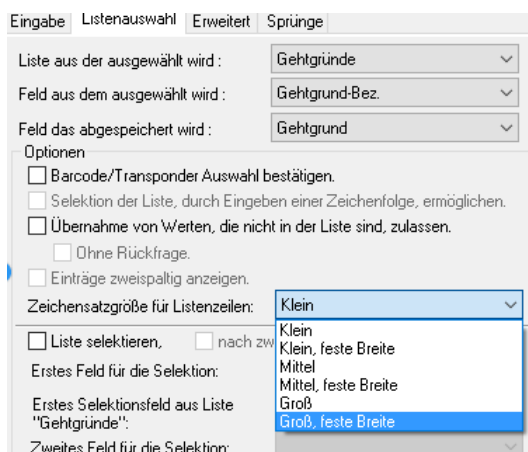 Eingabe Listenauswahl Erweitert Sprünge
Liste aus der ausgewählt wird : Gehtgründe
Feld aus dem ausgewählt wird : Gehtgrund-Bez.
Feld das abgespeichert wird : Gehtgrund
Optionen
Barcode/Transponder Auswahl bestätigen.
Selektion der Liste, durch Eingeben einer Zeichenfolge, ermöglichen.
Übernahme von Werten, die nicht in der Liste sind, zulassen.
Ohne Rückfrage.
Einträge zweispaltig anzeigen.
Zeichensatzgröße für Listenzeilen: Klein
Liste selektieren, nach
Klein
Klein, feste Breite
Mittel
Mittel, feste Breite
Groß
Groß, feste Breite
Erstes Feld für die Selektion:
Erstes Selektionsfeld aus Liste
"Gehtgründe":
Zweites Feld für die Selektion: